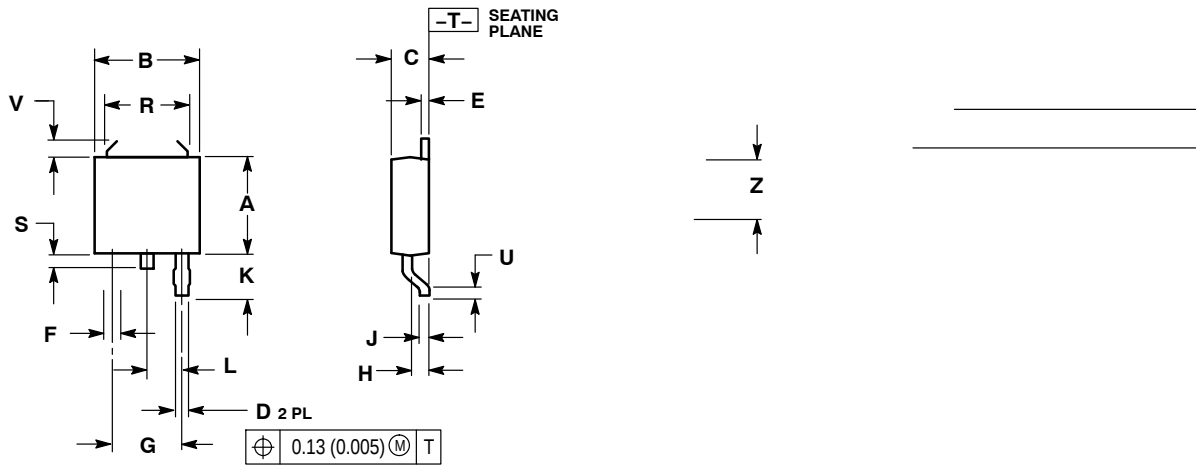 –T– SEATING
PLANE
C
B
V
R
E
Z
A
S
K
U
F
J
L
H
D 2 PL
G
⌖ 0.13 (0.005) Ⓜ T